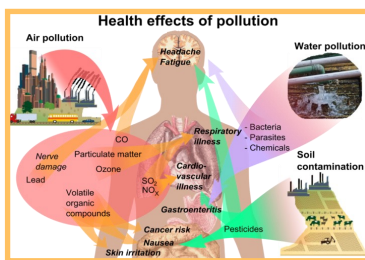 Health effects of pollution
Air pollution
Water pollution
Headache
Fatigue
CO
Particulate matter
Ozone
Nerve
damage
Lead
Volatile
organic
compounds
SO2
NOx
Respiratory
illness
Cardio-
vascular
illness
Gastroenteritis
Cancer risk
Nausea
Skin irritation
- Bacteria
- Parasites
- Chemicals
Soil
contamination
Pesticides